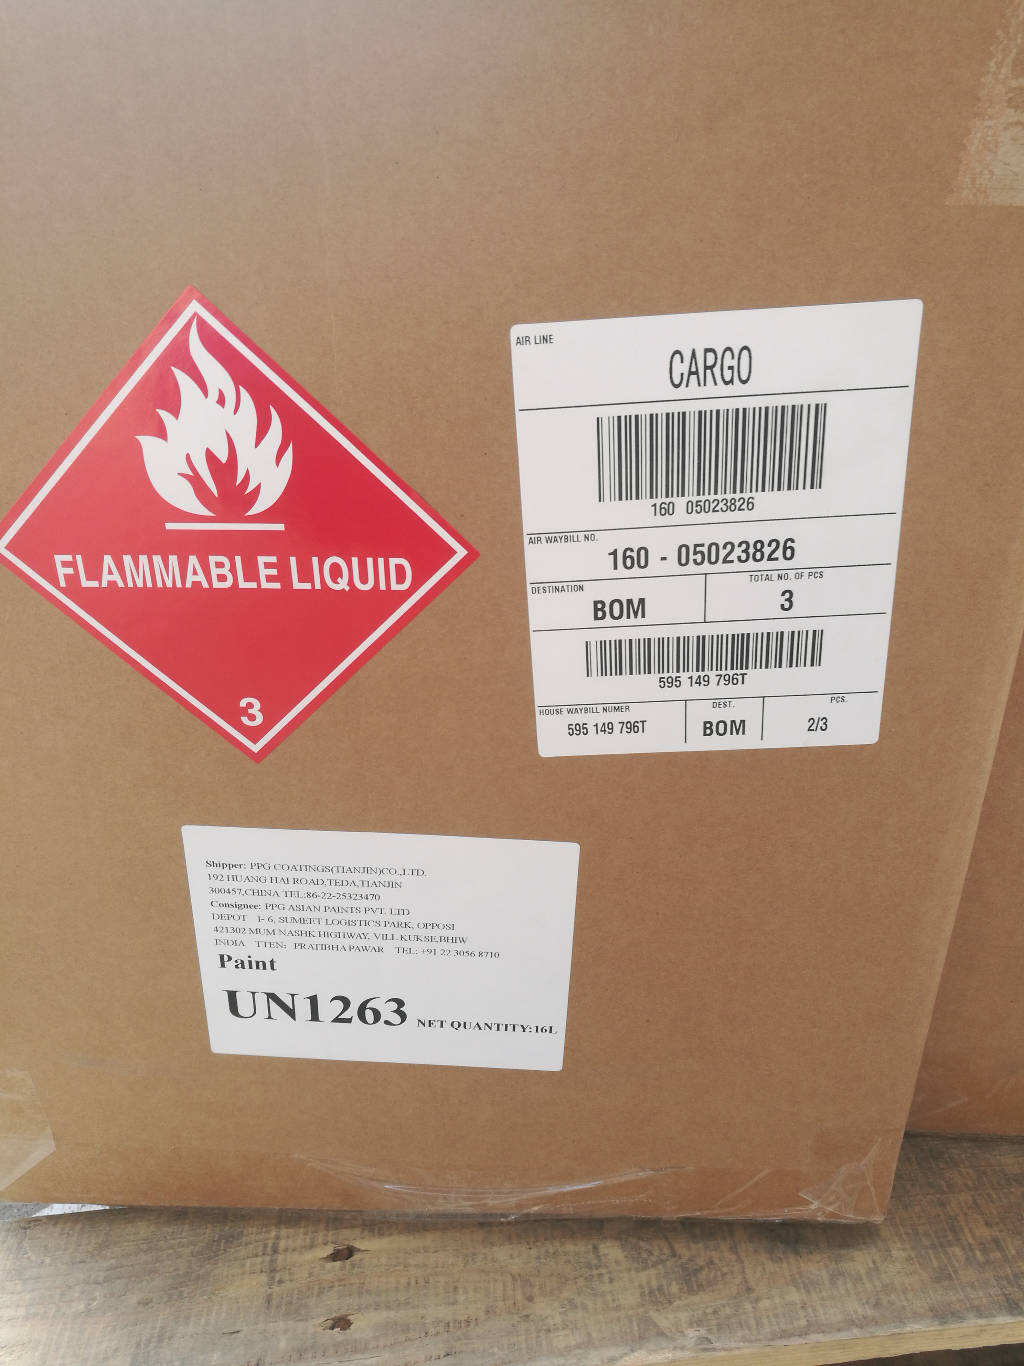 FLAMMABLE LIQUID
3
AIR LINE
CARGO
160 05023826
AIR WAYBILL NO.
160 - 05023826
DESTINATION
BOM
TOTAL NO. OF PCS
3
595 149 796T
HOUSE WAYBILL NUMER
595 149 796T
DEST.
BOM
PCS.
2/3
Shipper: PPG COATINGS(TIANJIN)CO.,LTD.
192 HUANG HAI ROAD,TEDA,TIANJIN
300457,CHINA TEL:86-22-25323470
Consignee: PPG ASIAN PAINTS PVT. LTD
DEPOT I- 6, SUMEET LOGISTICS PARK, OPPOSI
421302 MUM NASHK HIGHWAY, VILL-KUKSE,BHIW
INDIA TTEN: PRATIBHA PAWAR TEL: +91 22 3056 8710
Paint
UN1263 NET QUANTITY:16L